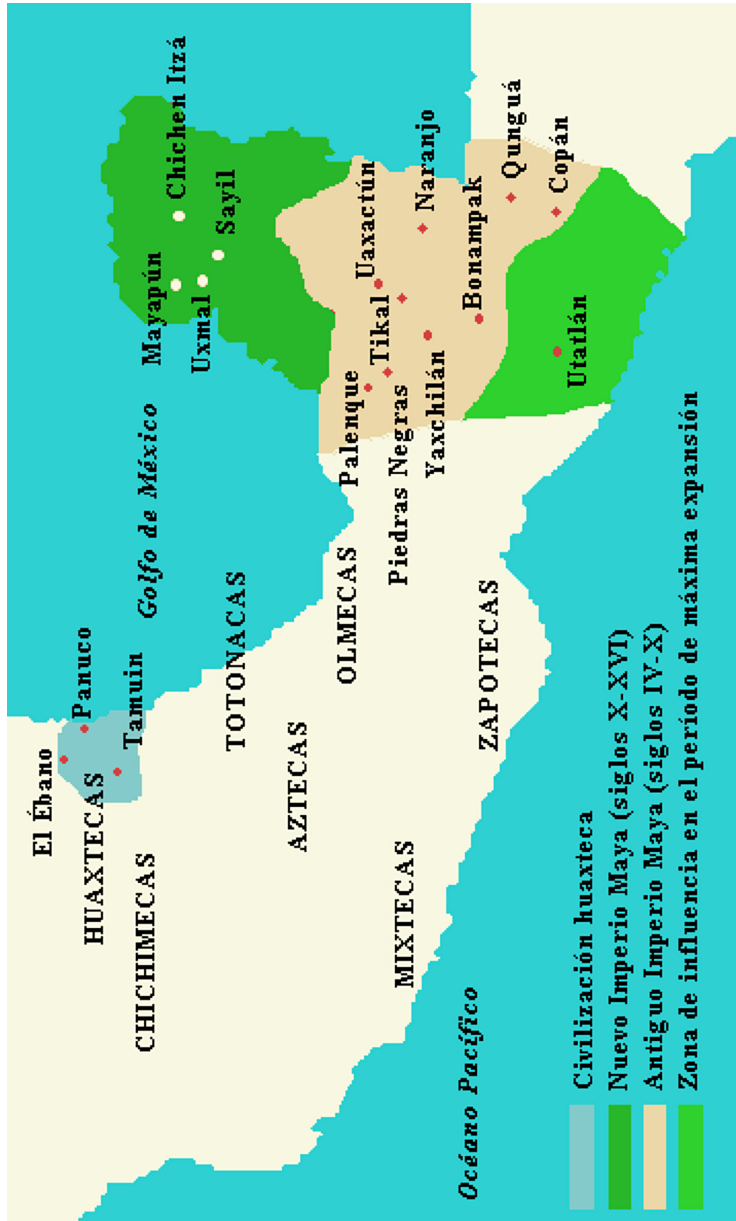 El Ébano
Panuco
HUAXTECAS
Tamuin
CHICHIMECAS
Golfo de México
Mayapún
Chichen Itzá
Uxmal
Sayil
TOTONACAS
AZTECAS
OLMECAS
Palenque
Uaxactún
Tikal
Piedras Negras
Naranjo
Yaxchilán
MIXTECAS
ZAPOTECAS
Bonampak
Qunguá
Copán
Utatlán
Océano Pacífico
Civilización huaxteca
Nuevo Imperio Maya (siglos X-XVI)
Antiguo Imperio Maya (siglos IV-X)
Zona de influencia en el período de máxima expansión